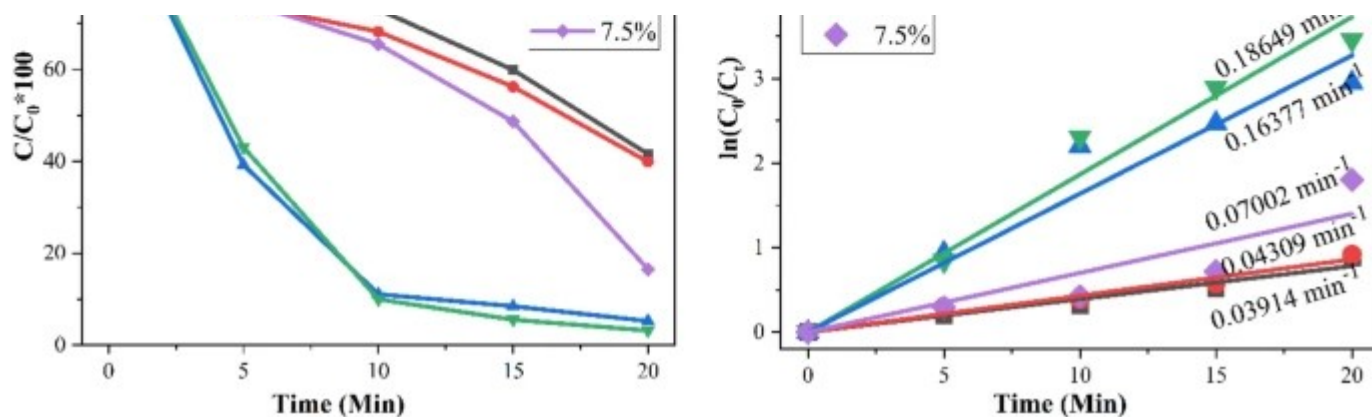 7.5%
60
40
20
0
C/C₀*100
0 5 10 15 20
Time (Min)
7.5%
3
2
1
0
ln(C₀/Cₜ)
0.18649 min
0.16377 min⁻¹
0.07002 min⁻¹
0.04309 min⁻¹
0.03914 min⁻¹
0 5 10 15 20
Time (Min)